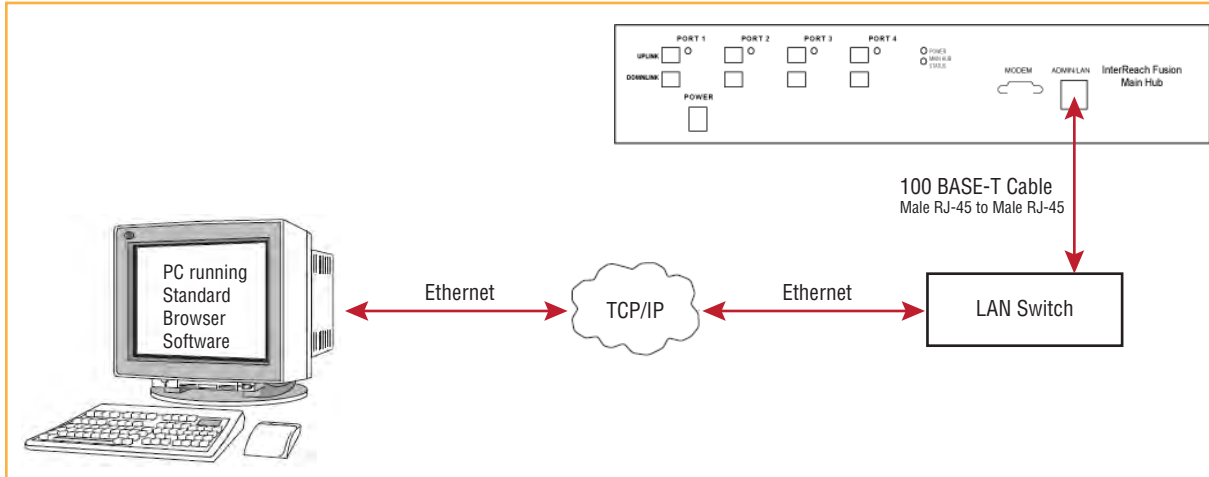 PORT 1 PORT 2 PORT 3 PORT 4
UPLINK
DOWNLINK
POWER
POWER
MAIN HUB
STATUS
MODEM
ADMIN/LAN
InterReach Fusion
Main Hub
100 BASE-T Cable
Male RJ-45 to Male RJ-45
PC running
Standard
Browser
Software
Ethernet
TCP/IP
Ethernet
LAN Switch